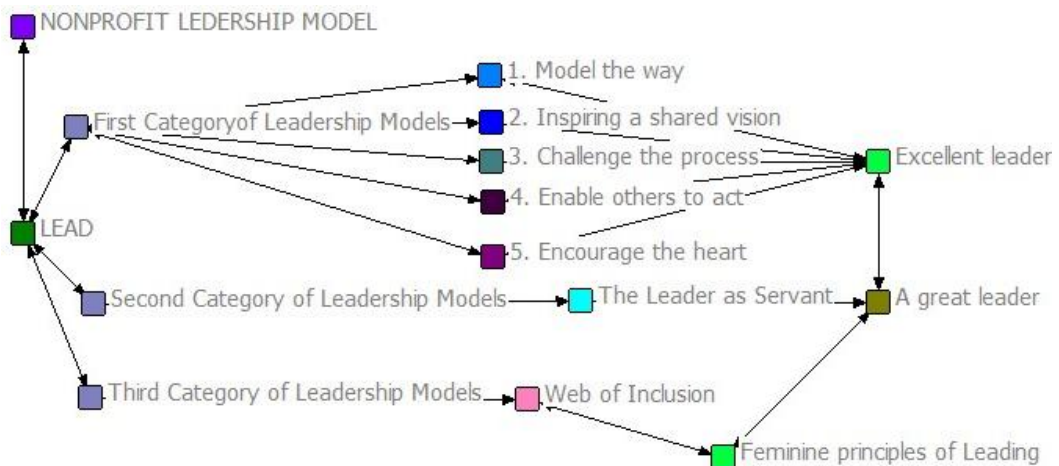 NONPROFIT LEDERSHIP MODEL
1. Model the way
First Categoryof Leadership Models
2. Inspiring a shared vision
3. Challenge the process
Excellent leader
4. Enable others to act
LEAD
5. Encourage the heart
Second Category of Leadership Models
The Leader as Servant
A great leader
Third Category of Leadership Models
Web of Inclusion
Feminine principles of Leading